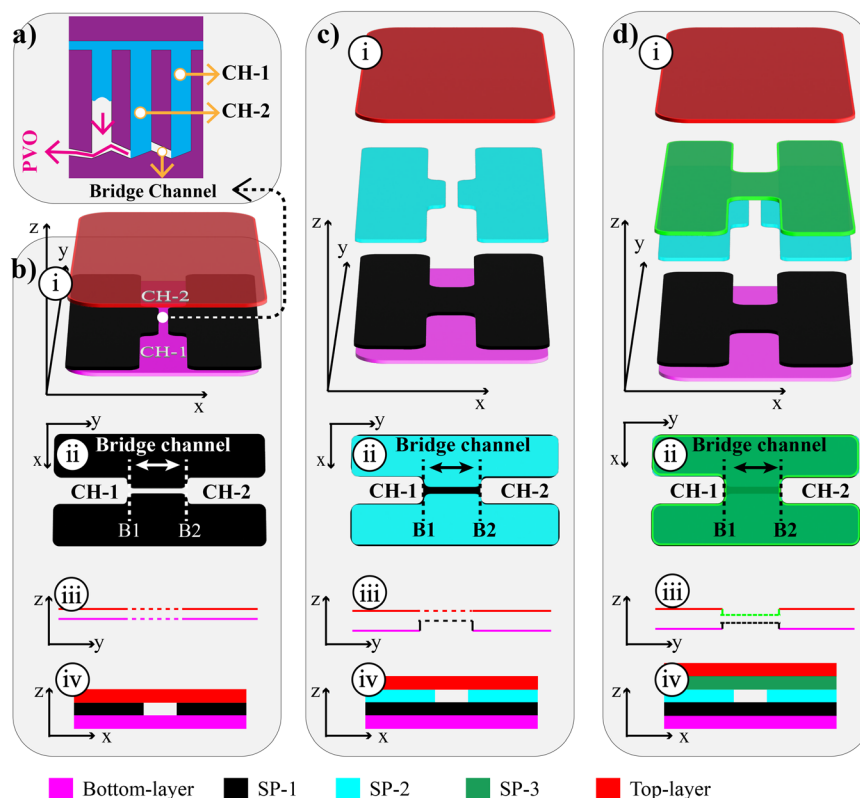 a)
CH-1
CH-2
PVO
Bridge Channel
b)
i
z
y
x
CH-2
CH-1
ii
y
x
Bridge channel
CH-1
CH-2
B1
B2
iii
z
y
iv
z
x
c)
i
z
y
x
ii
y
x
Bridge channel
CH-1
CH-2
B1
B2
iii
z
y
iv
z
x
d)
i
z
y
x
ii
y
x
Bridge channel
CH-1
CH-2
B1
B2
iii
z
y
iv
z
x
Bottom-layer SP-1 SP-2 SP-3 Top-layer